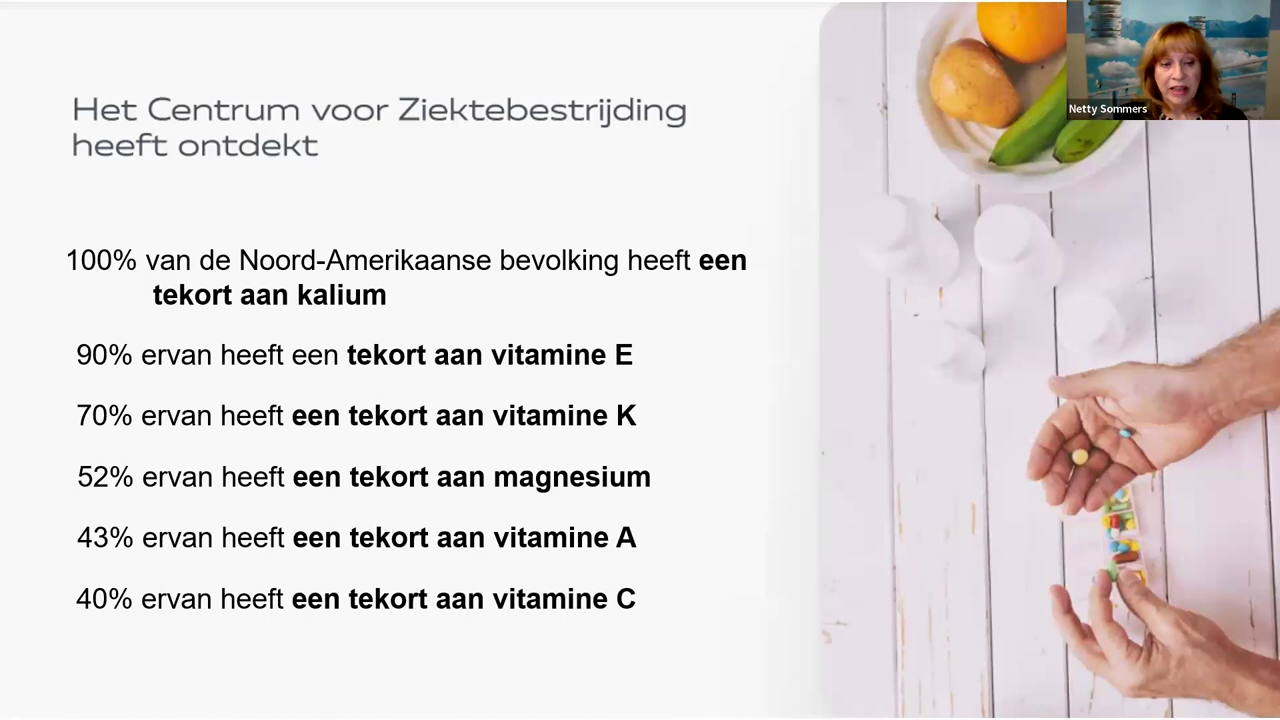 Het Centrum voor Ziektebestrijding
heeft ontdekt
Netty Sommers
100% van de Noord-Amerikaanse bevolking heeft een
tekort aan kalium
90% ervan heeft een tekort aan vitamine E
70% ervan heeft een tekort aan vitamine K
52% ervan heeft een tekort aan magnesium
43% ervan heeft een tekort aan vitamine A
40% ervan heeft een tekort aan vitamine C